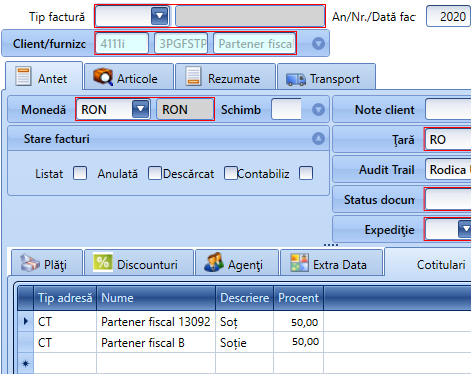 Tip factură An/Nr./Dată fac 2020
Client/furnizo 4111i 3PGFSTP Partener fiscal
Antet Articole Rezumate Transport
Monedă RON RON Schimb Note client
Stare facturi Țară RO
Listat Anulată Descărcat Contabiliz Audit Trail Rodica
Status docum
Expediție
Plăți Discounturi Agenți Extra Data Cotitulari
Tip adresă Nume Descriere Procent
CT Partener fiscal 13092 Soț 50,00
CT Partener fiscal B Soție 50,00